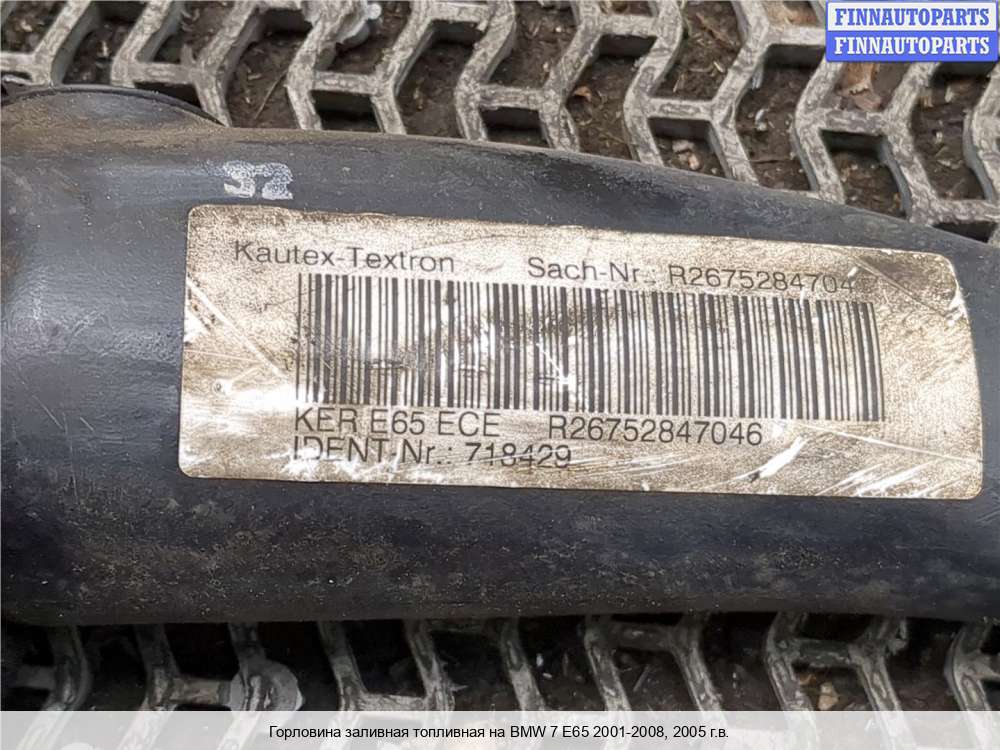 FINNAUTOPARTS
FINNAUTOPARTS
32
Kautex-Textron Sach-Nr.: R2675284704
KER E65 ECE R26752847046
IDENT-Nr.: 718429
Горловина заливная топливная на BMW 7 E65 2001-2008, 2005 г.в.